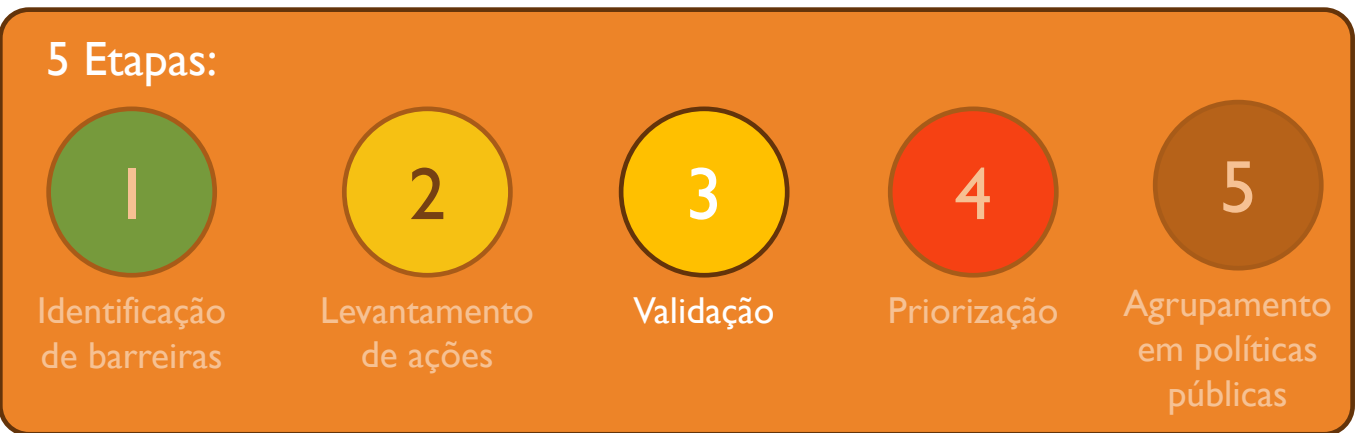 5 Etapas:
1
2
3
4
5
Identificação
de barreiras
Levantamento
de ações
Validação
Priorização
Agrupamento
em políticas
públicas